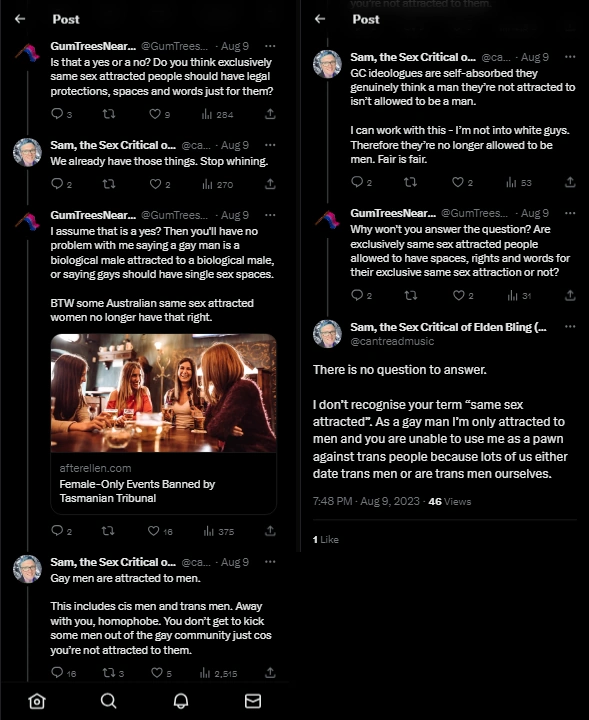 Post
GumTreesNear... @GumTrees... · Aug 9 ...
Is that a yes or a no? Do you think exclusively
same sex attracted people should have legal
protections, spaces and words just for them?
3 9 284
Sam, the Sex Critical o... @ca... · Aug 9 ...
We already have those things. Stop whining.
2 2 270
GumTreesNear... @GumTrees... · Aug 9 ...
I assume that is a yes? Then you'll have no
problem with me saying a gay man is a
biological male attracted to a biological male,
or saying gays should have single sex spaces.
BTW some Australian same sex attracted
women no longer have that right.
afterellen.com
Female-Only Events Banned by
Tasmanian Tribunal
2 16 375
Sam, the Sex Critical o... @ca... · Aug 9 ...
Gay men are attracted to men.
This includes cis men and trans men. Away
with you, homophobe. You don't get to kick
some men out of the gay community just cos
you're not attracted to them.
16 3 5 2,515
you're not attracted to them.
Post
Sam, the Sex Critical o... @ca... · Aug 9 ...
GC ideologues are self-absorbed they
genuinely think a man they're not attracted to
isn't allowed to be a man.
I can work with this - I'm not into white guys.
Therefore they're no longer allowed to be
men. Fair is fair.
2 2 53
GumTreesNear... @GumTrees... · Aug 9 ...
Why won't you answer the question? Are
exclusively same sex attracted people
allowed to have spaces, rights and words for
their exclusive same sex attraction or not?
2 2 31
Sam, the Sex Critical of Elden Bling (... ...
@cantreadmusic
There is no question to answer.
I don't recognise your term “same sex
attracted”. As a gay man I'm only attracted to
men and you are unable to use me as a pawn
against trans people because lots of us either
date trans men or are trans men ourselves.
7:48 PM · Aug 9, 2023 · 46 Views
1 Like